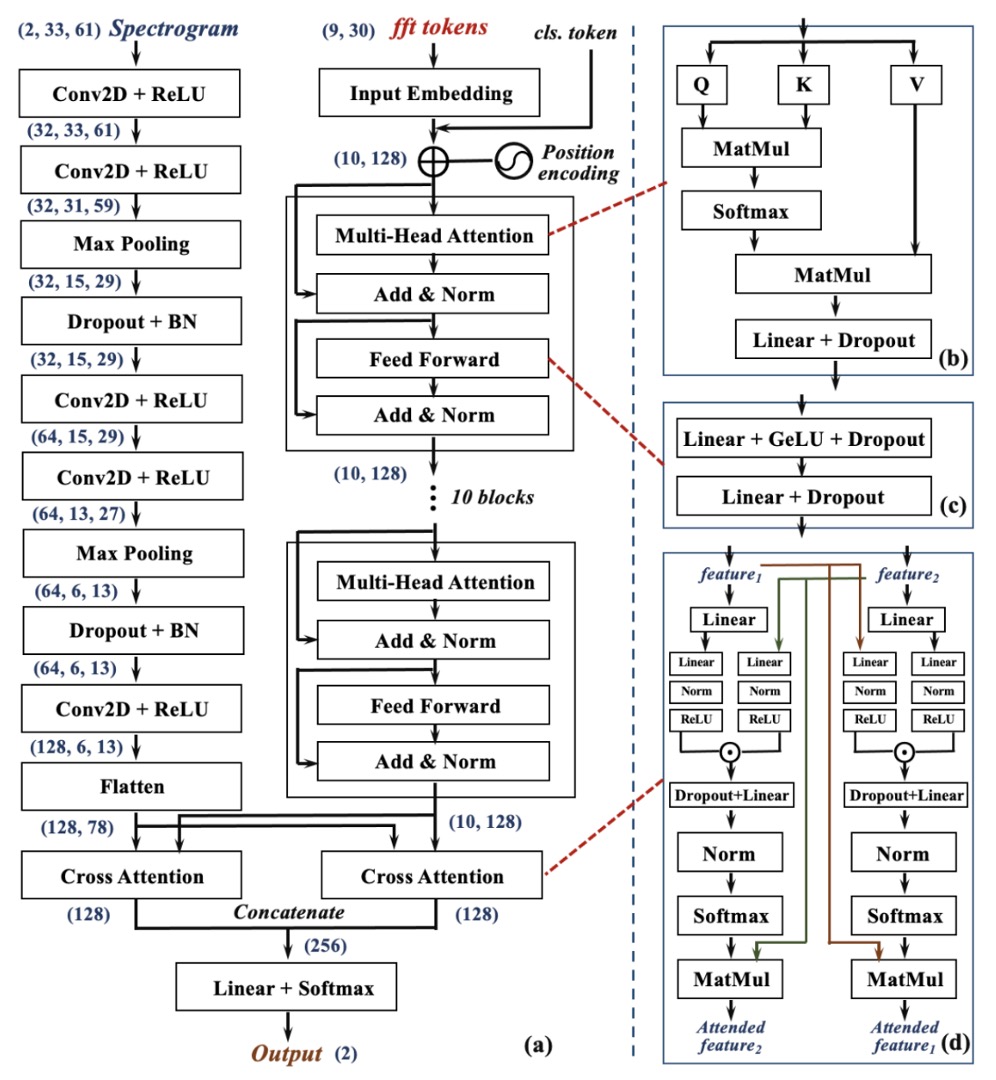 (2, 33, 61) Spectrogram
Conv2D + ReLU
(32, 33, 61)
Conv2D + ReLU
(32, 31, 59)
Max Pooling
(32, 15, 29)
Dropout + BN
(32, 15, 29)
Conv2D + ReLU
(64, 15, 29)
Conv2D + ReLU
(64, 13, 27)
Max Pooling
(64, 6, 13)
Dropout + BN
(64, 6, 13)
Conv2D + ReLU
(128, 6, 13)
Flatten
(128, 78)
Cross Attention
(128)
(9, 30) fft tokens
cls. token
Input Embedding
(10, 128)
Position
encoding
Multi-Head Attention
Add & Norm
Feed Forward
Add & Norm
(10, 128)
10 blocks
Multi-Head Attention
Add & Norm
Feed Forward
Add & Norm
(10, 128)
Cross Attention
(128)
Concatenate
(256)
Linear + Softmax
Output (2)
(a)
Q K V
MatMul
Softmax
MatMul
Linear + Dropout
(b)
Linear + GeLU + Dropout
Linear + Dropout
(c)
feature1 feature2
Linear Linear
Linear Linear Linear Linear
Norm Norm Norm Norm
ReLU ReLU ReLU ReLU
Dropout+Linear Dropout+Linear
Norm Norm
Softmax Softmax
MatMul MatMul
Attended Attended
feature2 feature1
(d)